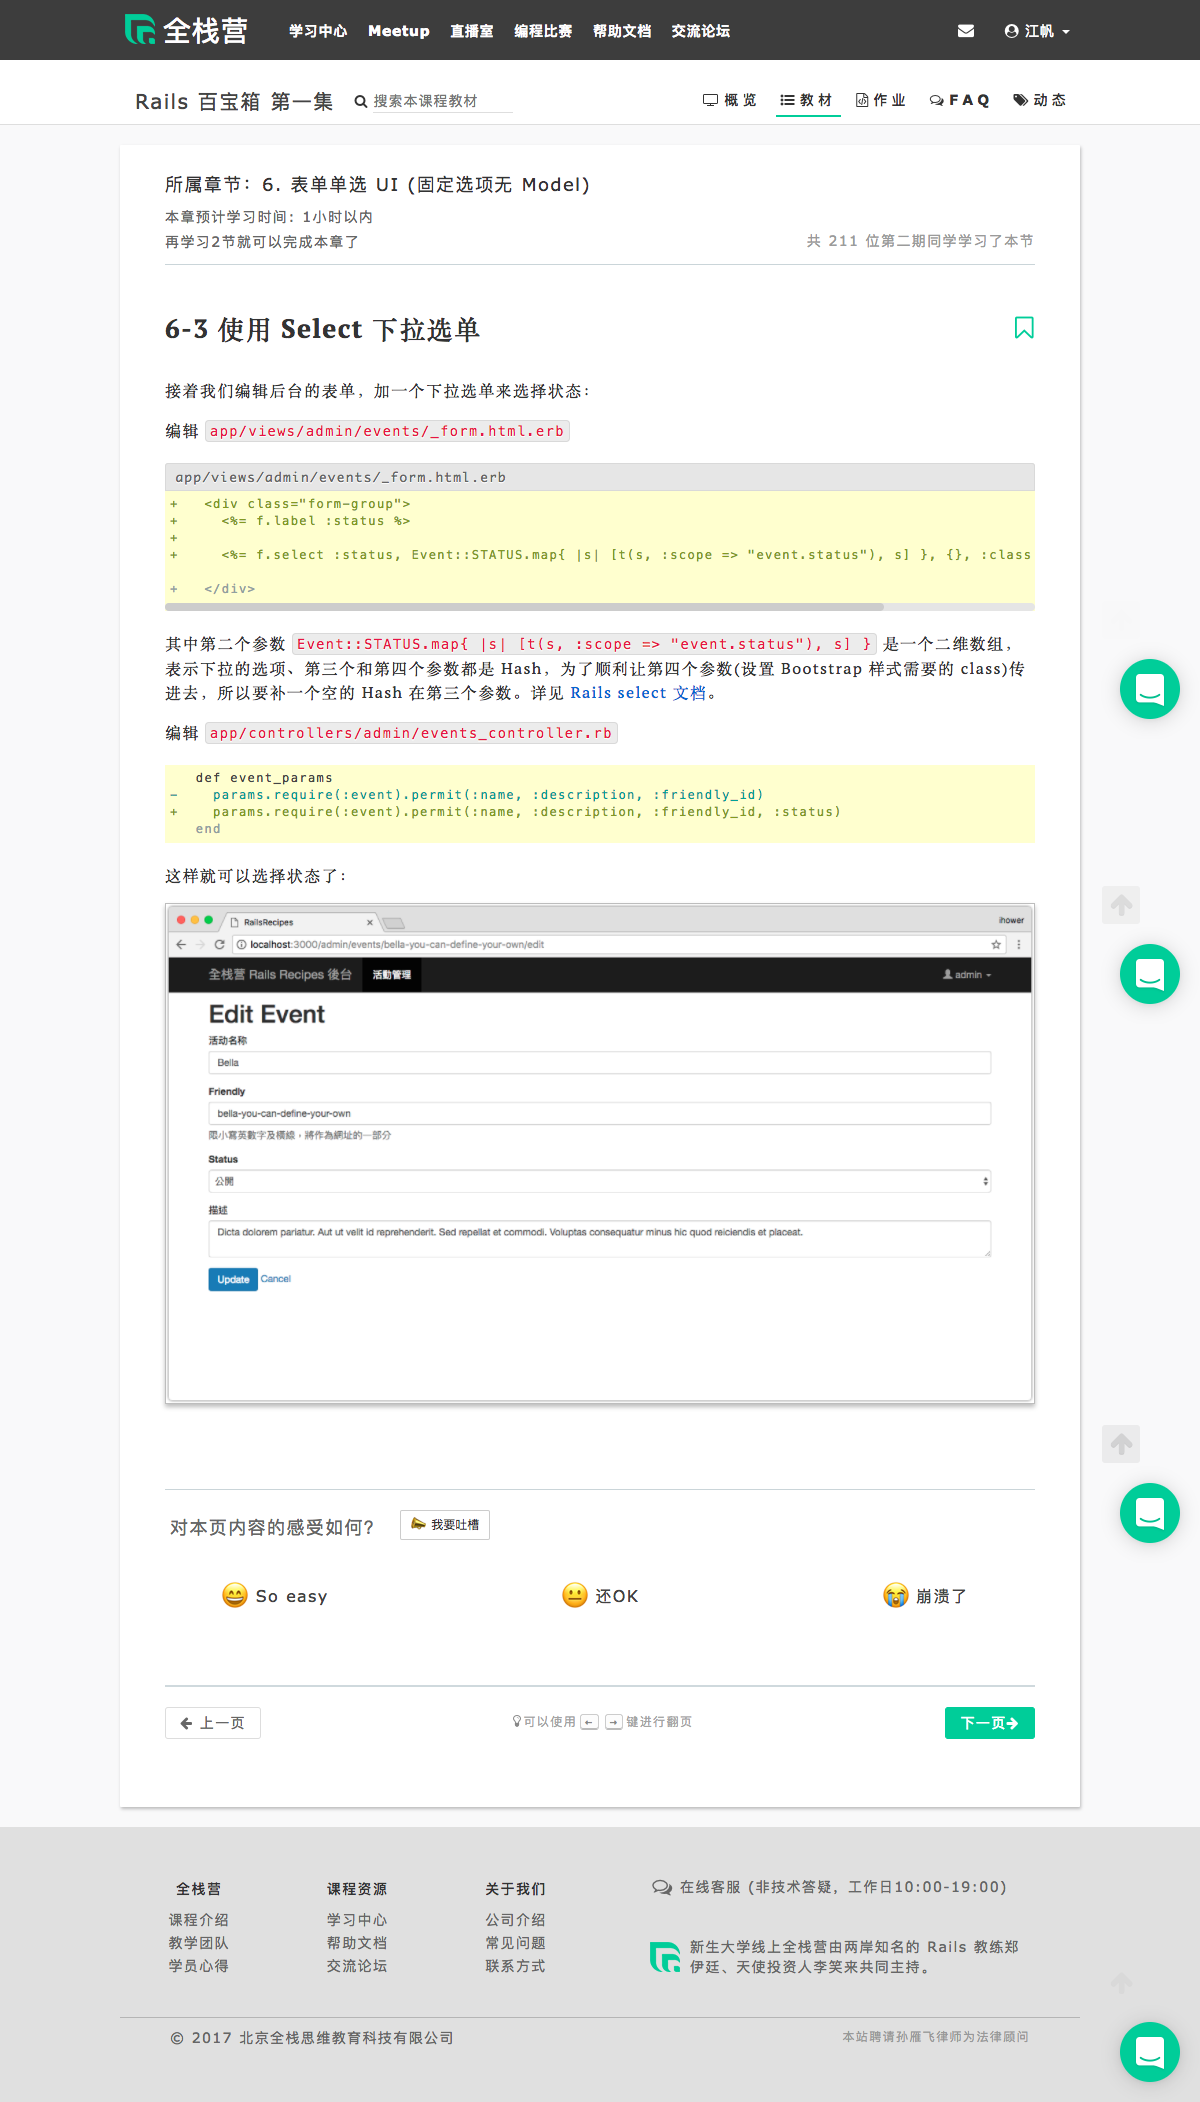 全栈营 学习中心 Meetup 直播室 编程比赛 帮助文档 交流论坛 江帆
Rails 百宝箱 第一集 搜索本课程教材 概览 教材 作业 FAQ 动态
所属章节：6. 表单单选 UI (固定选项无 Model)
本章预计学习时间：1小时以内
再学习2节就可以完成本章了
共 211 位第二期同学学习了本节
6-3 使用 Select 下拉选单
接着我们编辑后台的表单，加一个下拉选单来选择状态：
编辑 app/views/admin/events/_form.html.erb
app/views/admin/events/_form.html.erb
+   <div class="form-group">
+     <%= f.label :status %>
+
+     <%= f.select :status, Event::STATUS.map{ |s| [t(s, :scope => "event.status"), s] }, {}, :class
+   </div>
其中第二个参数 Event::STATUS.map{ |s| [t(s, :scope => "event.status"), s] } 是一个二维数组，
表示下拉的选项、第三个和第四个参数都是 Hash，为了顺利让第四个参数(设置 Bootstrap 样式需要的 class)传
进去，所以要补一个空的 Hash 在第三个参数。详见 Rails select 文档。
编辑 app/controllers/admin/events_controller.rb
def event_params
-    params.require(:event).permit(:name, :description, :friendly_id)
+    params.require(:event).permit(:name, :description, :friendly_id, :status)
end
这样就可以选择状态了：
RailsRecipes ihower
localhost:3000/admin/events/bella-you-can-define-your-own/edit
全栈营 Rails Recipes 後台 活動管理 admin
Edit Event
活动名称
Bella
Friendly
bella-you-can-define-your-own
限小寫英數字及橫線，將作為網址的一部分
Status
公開
描述
Dicta dolorem pariatur. Aut ut velit id reprehenderit. Sed repellat et commodi. Voluptas consequatur minus hic quod reiciendis et placeat.
Update Cancel
对本页内容的感受如何? 我要吐槽
So easy 还OK 崩溃了
上一页 可以使用 ← → 键进行翻页 下一页
全栈营 课程资源 关于我们 在线客服 (非技术答疑，工作日10:00-19:00)
课程介绍 学习中心 公司介绍
教学团队 帮助文档 常见问题
学员心得 交流论坛 联系方式
新生大学线上全栈营由两岸知名的 Rails 教练郑
伊廷、天使投资人李笑来共同主持。
© 2017 北京全栈思维教育科技有限公司 本站聘请孙雁飞律师为法律顾问